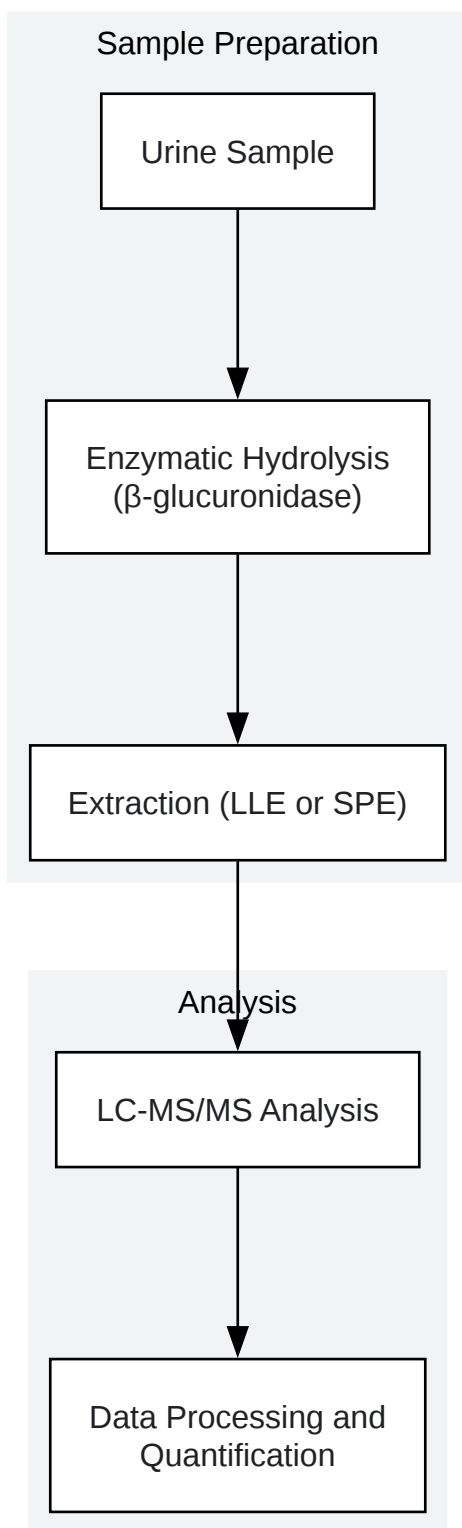 Sample Preparation
Urine Sample
Enzymatic Hydrolysis
(β-glucuronidase)
Extraction (LLE or SPE)
Analysis
LC-MS/MS Analysis
Data Processing and
Quantification